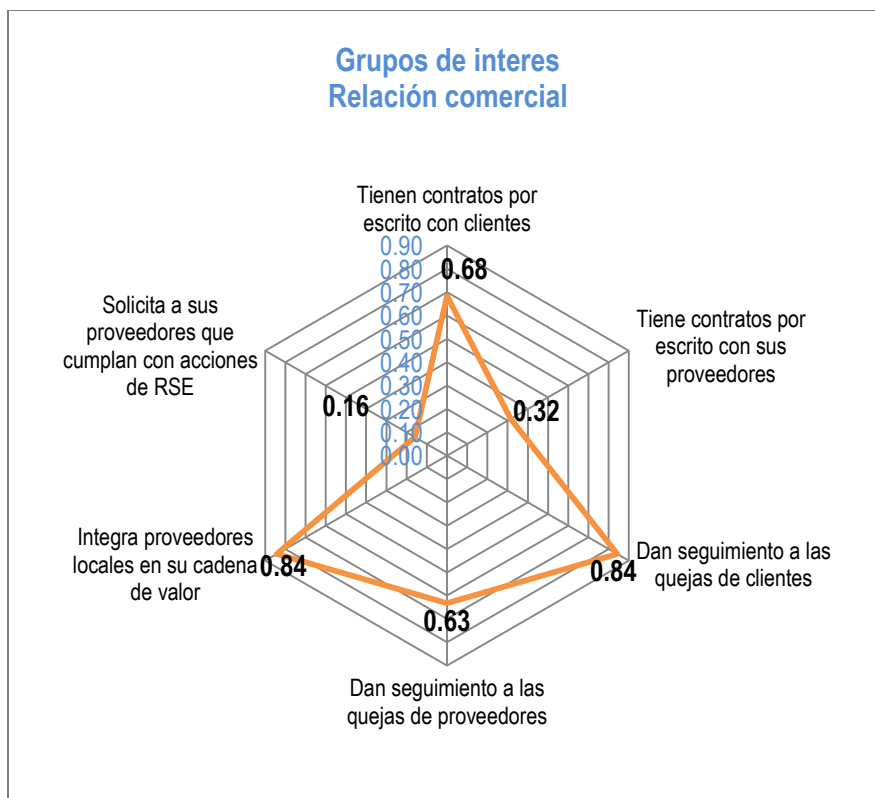 Grupos de interes
Relación comercial
Tienen contratos por
escrito con clientes
0.90
0.80
0.70
0.60
0.50
0.40
0.30
0.20
0.10
0.00
0.68
Tiene contratos por
escrito con sus
proveedores
0.32
Dan seguimiento a las
quejas de clientes
0.84
Dan seguimiento a las
quejas de proveedores
0.63
Integra proveedores
locales en su cadena
de valor
0.84
Solicita a sus
proveedores que
cumplan con acciones
de RSE
0.16